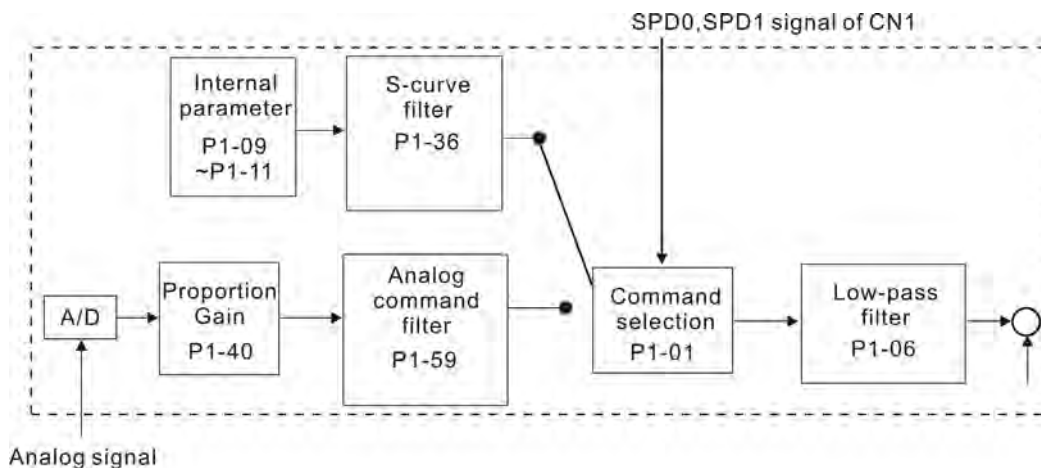 SPD0,SPD1 signal of CN1
Internal
parameter
P1-09
~P1-11
S-curve
filter
P1-36
A/D
Proportion
Gain
P1-40
Analog
command
filter
P1-59
Command
selection
P1-01
Low-pass
filter
P1-06
Analog signal